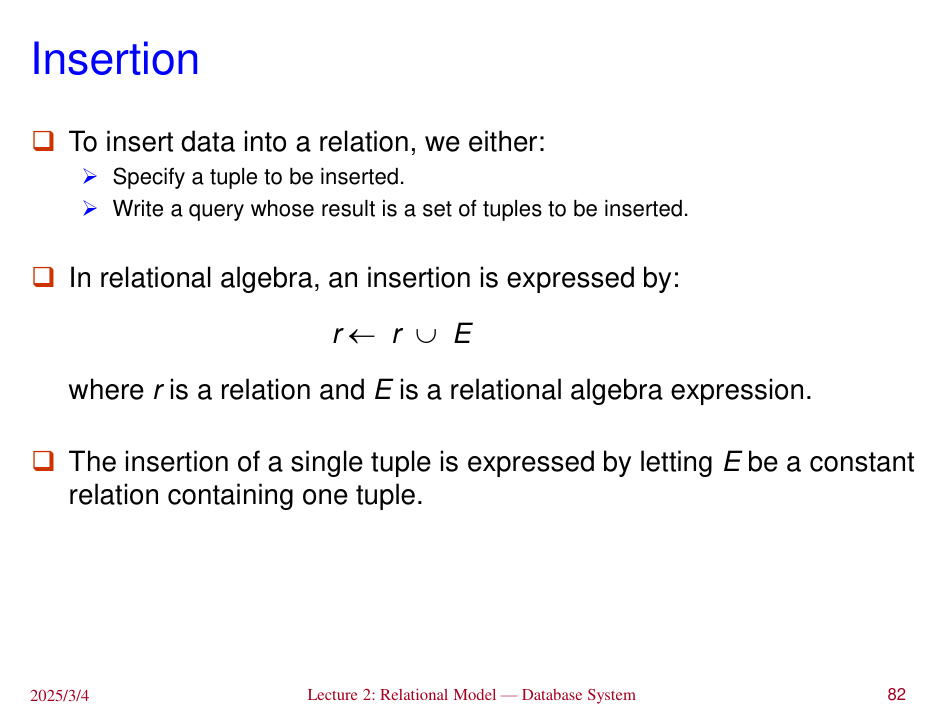 Insertion
❑ To insert data into a relation, we either:
➢ Specify a tuple to be inserted.
➢ Write a query whose result is a set of tuples to be inserted.
❑ In relational algebra, an insertion is expressed by:
r ← r ∪ E
where r is a relation and E is a relational algebra expression.
❑ The insertion of a single tuple is expressed by letting E be a constant
relation containing one tuple.
2025/3/4 Lecture 2: Relational Model — Database System 82